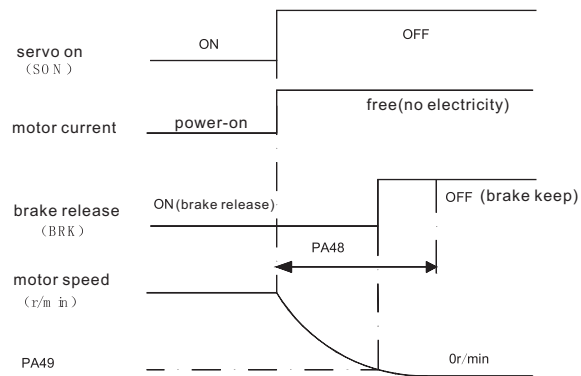 servo on
(SON)
ON
OFF
motor current
power-on
free(no electricity)
brake release
(BRK)
ON(brake release)
OFF (brake keep)
PA48
motor speed
(r/min)
PA49
0r/min